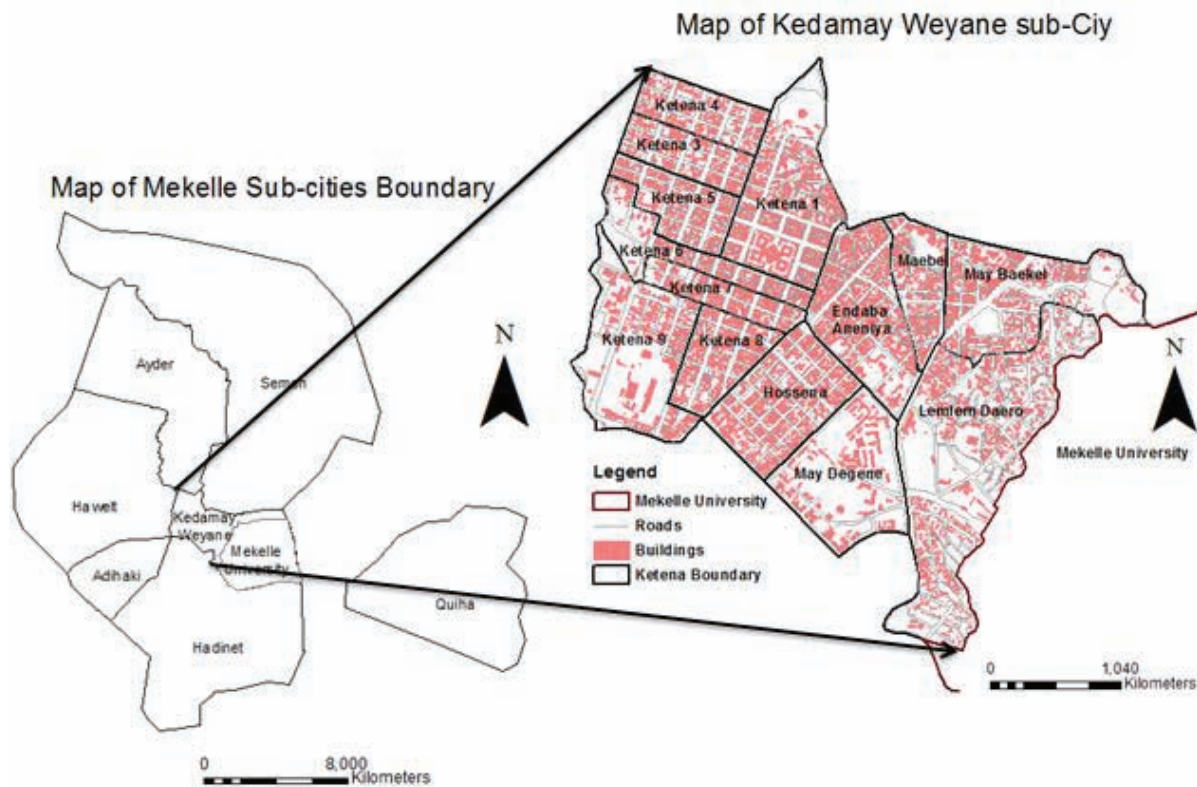 Map of Kedamay Weyane sub-Ciy
Ketena 4
Ketena 3
Ketena 5
Ketena 1
Ketena 6
Ketena 7
Maebel
May Baekel
Endaba
Aneniya
Ketena 9
Ketena 8
Hosserra
Lemlem Daero
May Degene
N
Mekelle University
Legend
Mekelle University
Roads
Buildings
Ketena Boundary
0 1,040
Kilometers
Map of Mekelle Sub-cities Boundary
N
Ayder
Semen
Hawelt
Kedamay
Weyane
Mekelle
University
Adihaki
Quiha
Hadinet
0 8,000
Kilometers